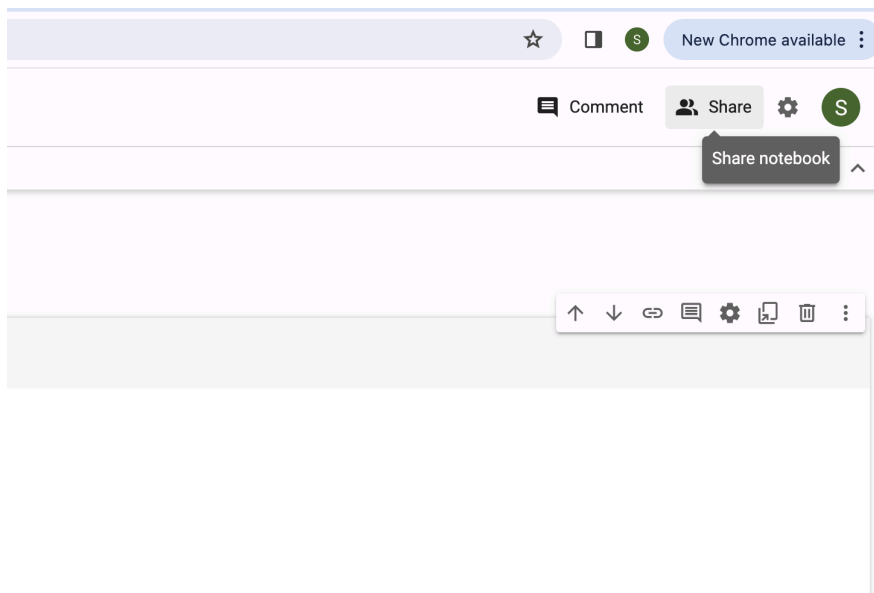 S
New Chrome available
Comment
Share
S
Share notebook